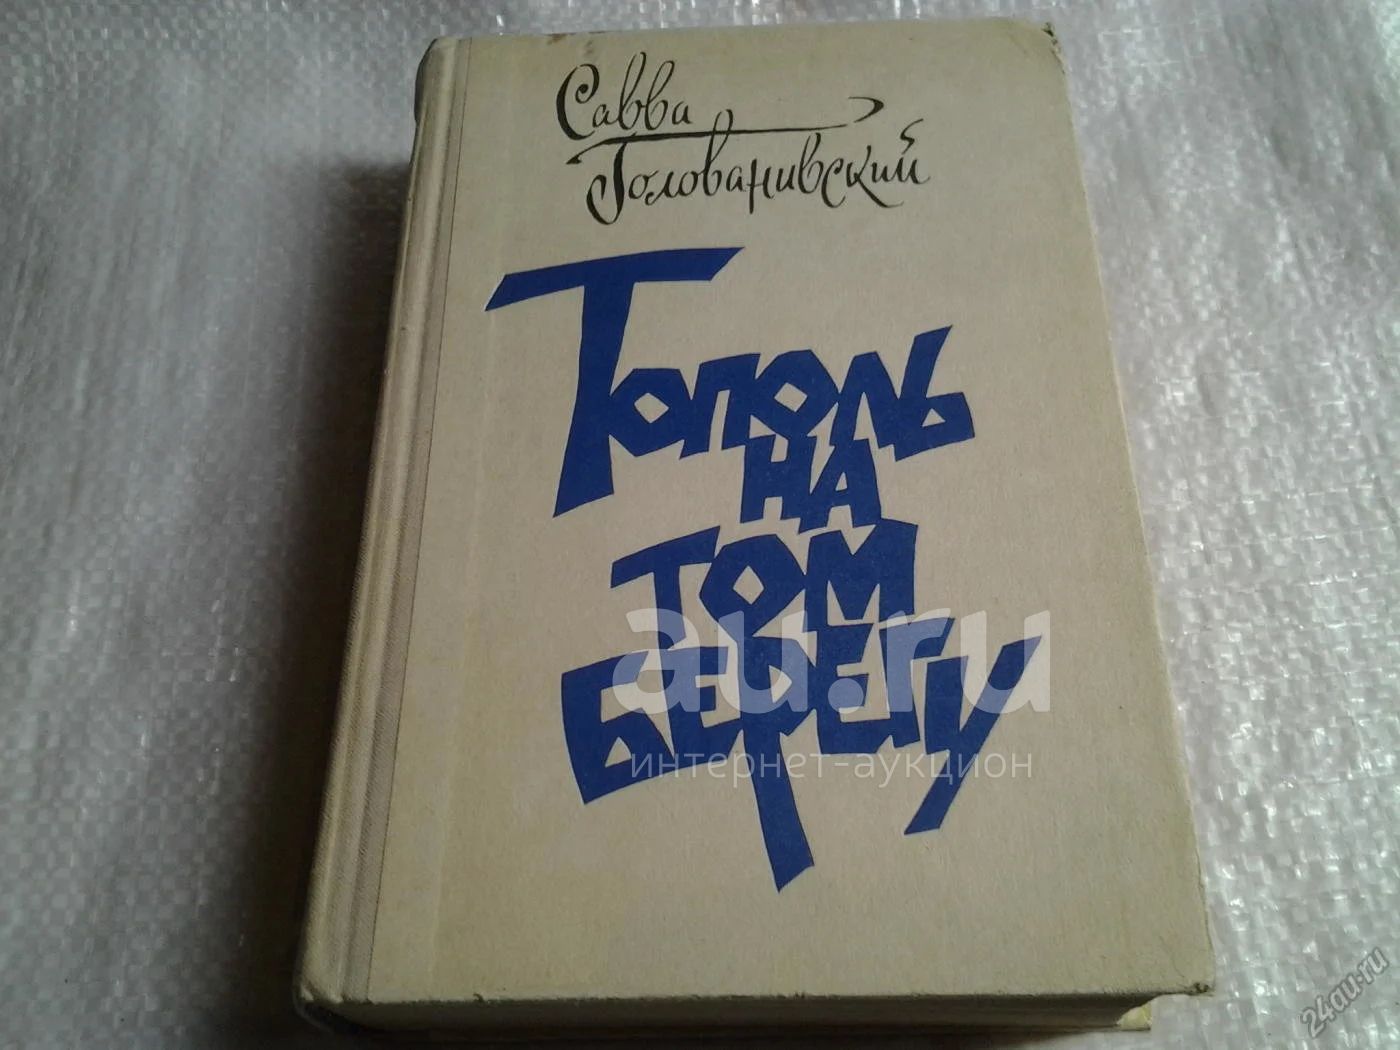 Савва
Голованивский
Тополь
на
том
берегу
au.ru
интернет-аукцион
24au.ru